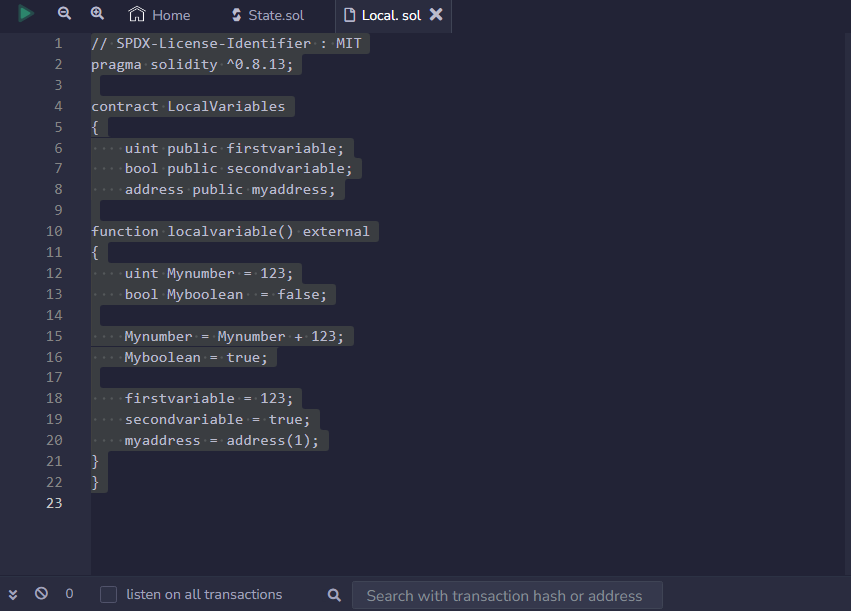 Home State.sol Local. sol
1 // SPDX-License-Identifier : MIT
2 pragma solidity ^0.8.13;
3
4 contract LocalVariables
5 {
6     uint public firstvariable;
7     bool public secondvariable;
8     address public myaddress;
9
10 function localvariable() external
11 {
12     uint Mynumber = 123;
13     bool Myboolean  = false;
14
15     Mynumber = Mynumber + 123;
16     Myboolean = true;
17
18     firstvariable = 123;
19     secondvariable = true;
20     myaddress = address(1);
21 }
22 }
23
0 listen on all transactions Search with transaction hash or address